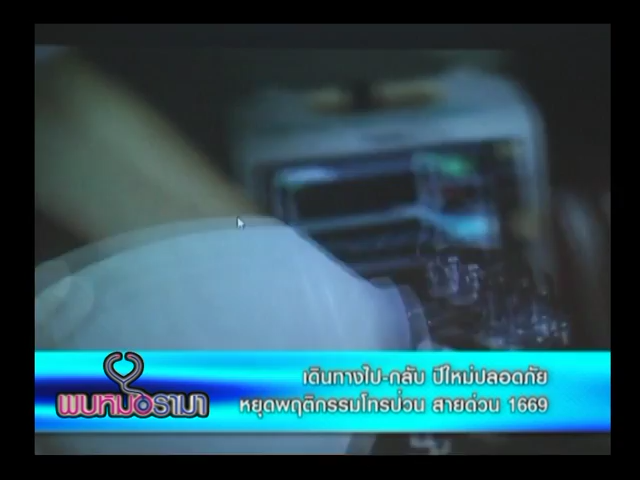 เดินทางไป-กลับ ปีใหม่ปลอดภัย
พบหมอรามา
หยุดพฤติกรรมโทรป่วน สายด่วน 1669